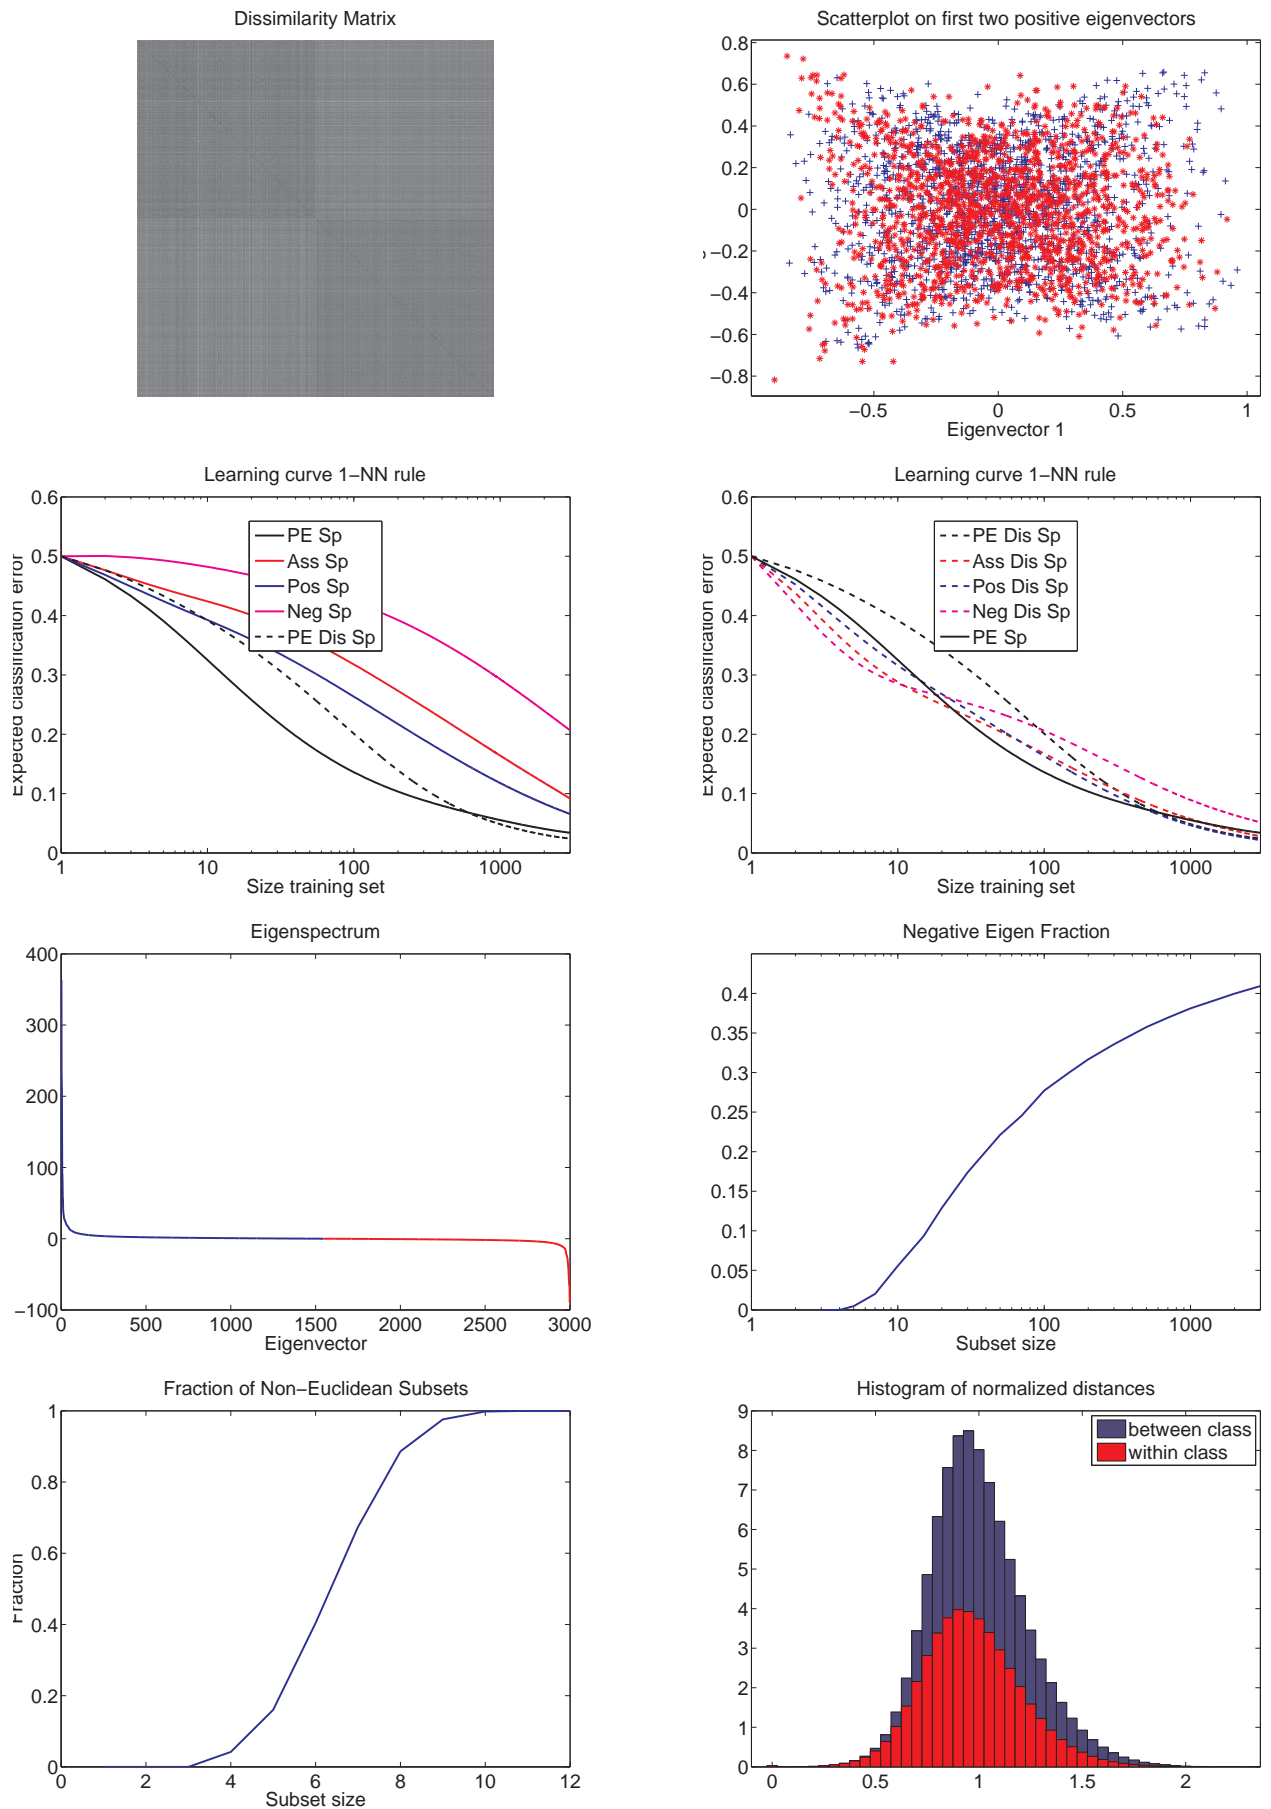 Dissimilarity Matrix
Scatterplot on first two positive eigenvectors
0.8
0.6
0.4
0.2
0
−0.2
−0.4
−0.6
−0.8
−0.5 0 0.5 1
Eigenvector 1
Learning curve 1−NN rule
0.6
0.5
0.4
0.3
0.2
0.1
0
Expected classification error
PE Sp
Ass Sp
Pos Sp
Neg Sp
PE Dis Sp
1 10 100 1000
Size training set
Learning curve 1−NN rule
0.6
0.5
0.4
0.3
0.2
0.1
0
Expected classification error
PE Dis Sp
Ass Dis Sp
Pos Dis Sp
Neg Dis Sp
PE Sp
1 10 100 1000
Size training set
Eigenspectrum
400
300
200
100
0
−100
0 500 1000 1500 2000 2500 3000
Eigenvector
Negative Eigen Fraction
0.4
0.35
0.3
0.25
0.2
0.15
0.1
0.05
0
1 10 100 1000
Subset size
Fraction of Non−Euclidean Subsets
1
0.8
0.6
0.4
0.2
0
Fraction
0 2 4 6 8 10 12
Subset size
Histogram of normalized distances
9
8
7
6
5
4
3
2
1
0
between class
within class
0 0.5 1 1.5 2